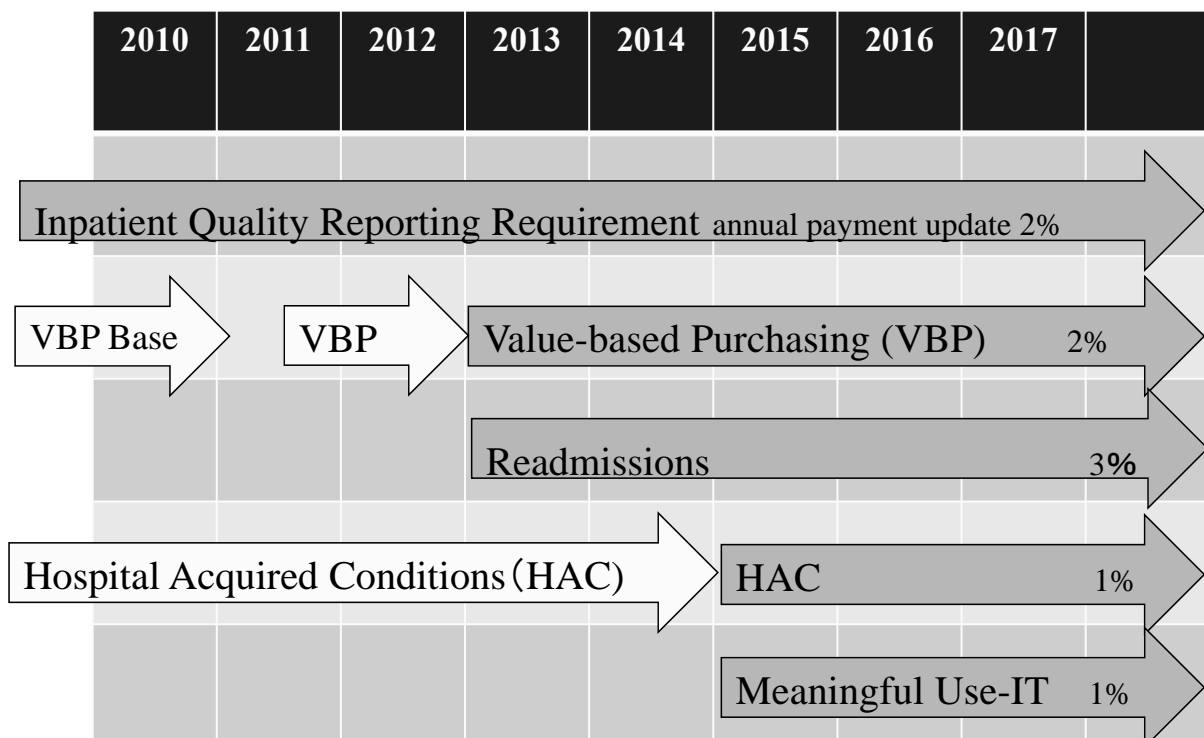 2010 2011 2012 2013 2014 2015 2016 2017
Inpatient Quality Reporting Requirement annual payment update 2%
VBP Base VBP Value-based Purchasing (VBP) 2%
Readmissions 3%
Hospital Acquired Conditions（HAC） HAC 1%
Meaningful Use-IT 1%